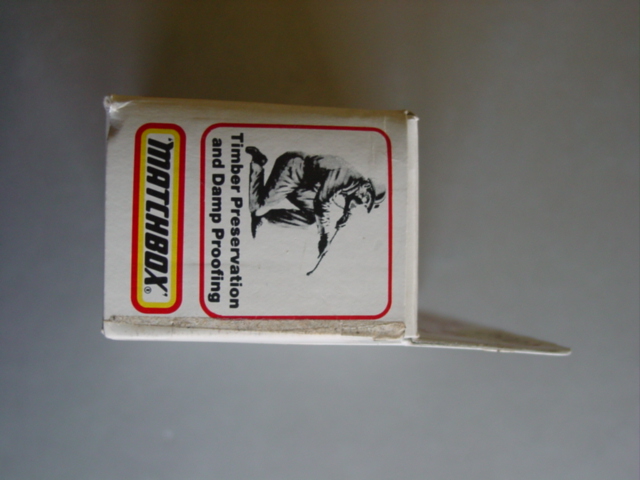 Timber Preservation
and Damp Proofing
"MATCHBOX"®